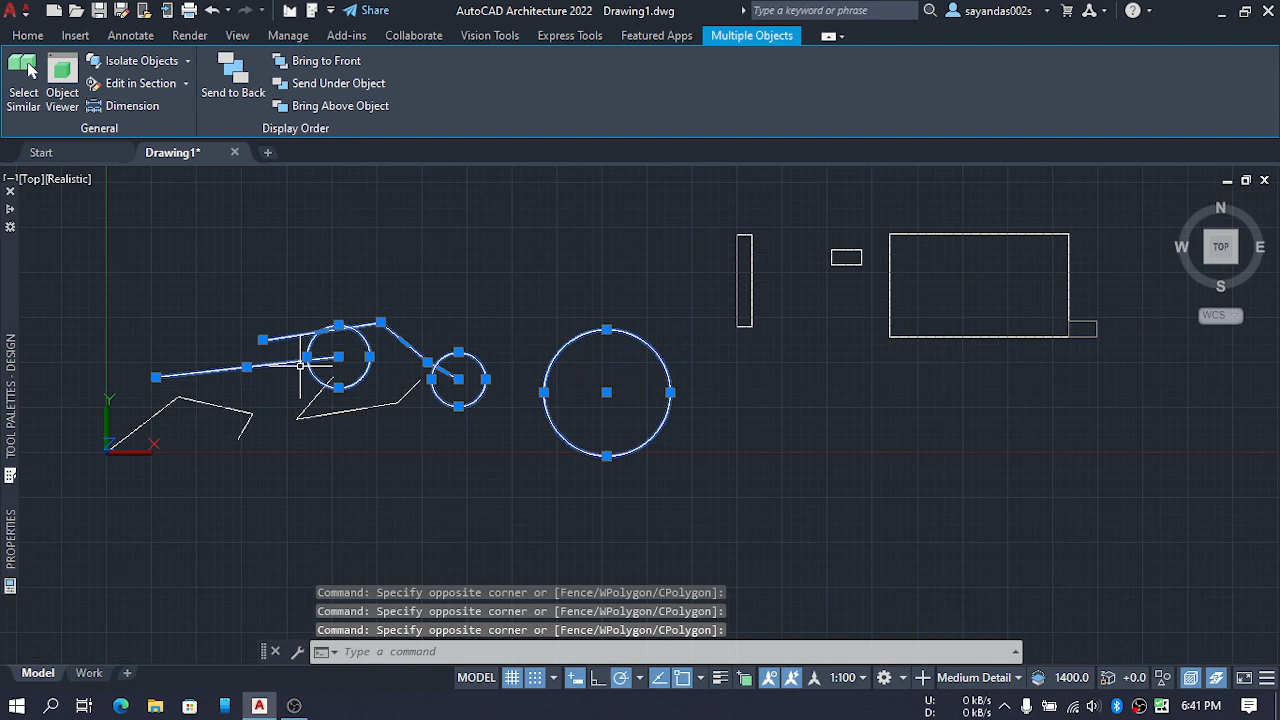 Share
AutoCAD Architecture 2022 Drawing1.dwg
Type a keyword or phrase
sayandas002s
Home Insert Annotate Render View Manage Add-ins Collaborate Vision Tools Express Tools Featured Apps Multiple Objects
Select Similar
Object Viewer
Isolate Objects
Edit in Section
Dimension
General
Send to Back
Bring to Front
Send Under Object
Bring Above Object
Display Order
Start Drawing1*
[—][Top][Realistic]
N
W TOP E
S
WCS
Y
X
TOOL PALETTES - DESIGN
PROPERTIES
Command: Specify opposite corner or [Fence/WPolygon/CPolygon]:
Command: Specify opposite corner or [Fence/WPolygon/CPolygon]:
Command: Specify opposite corner or [Fence/WPolygon/CPolygon]:
Type a command
Model Work
MODEL 1:100 Medium Detail 1400.0 +0.0
U: 0 kB/s
D: 0 kB/s
6:41 PM